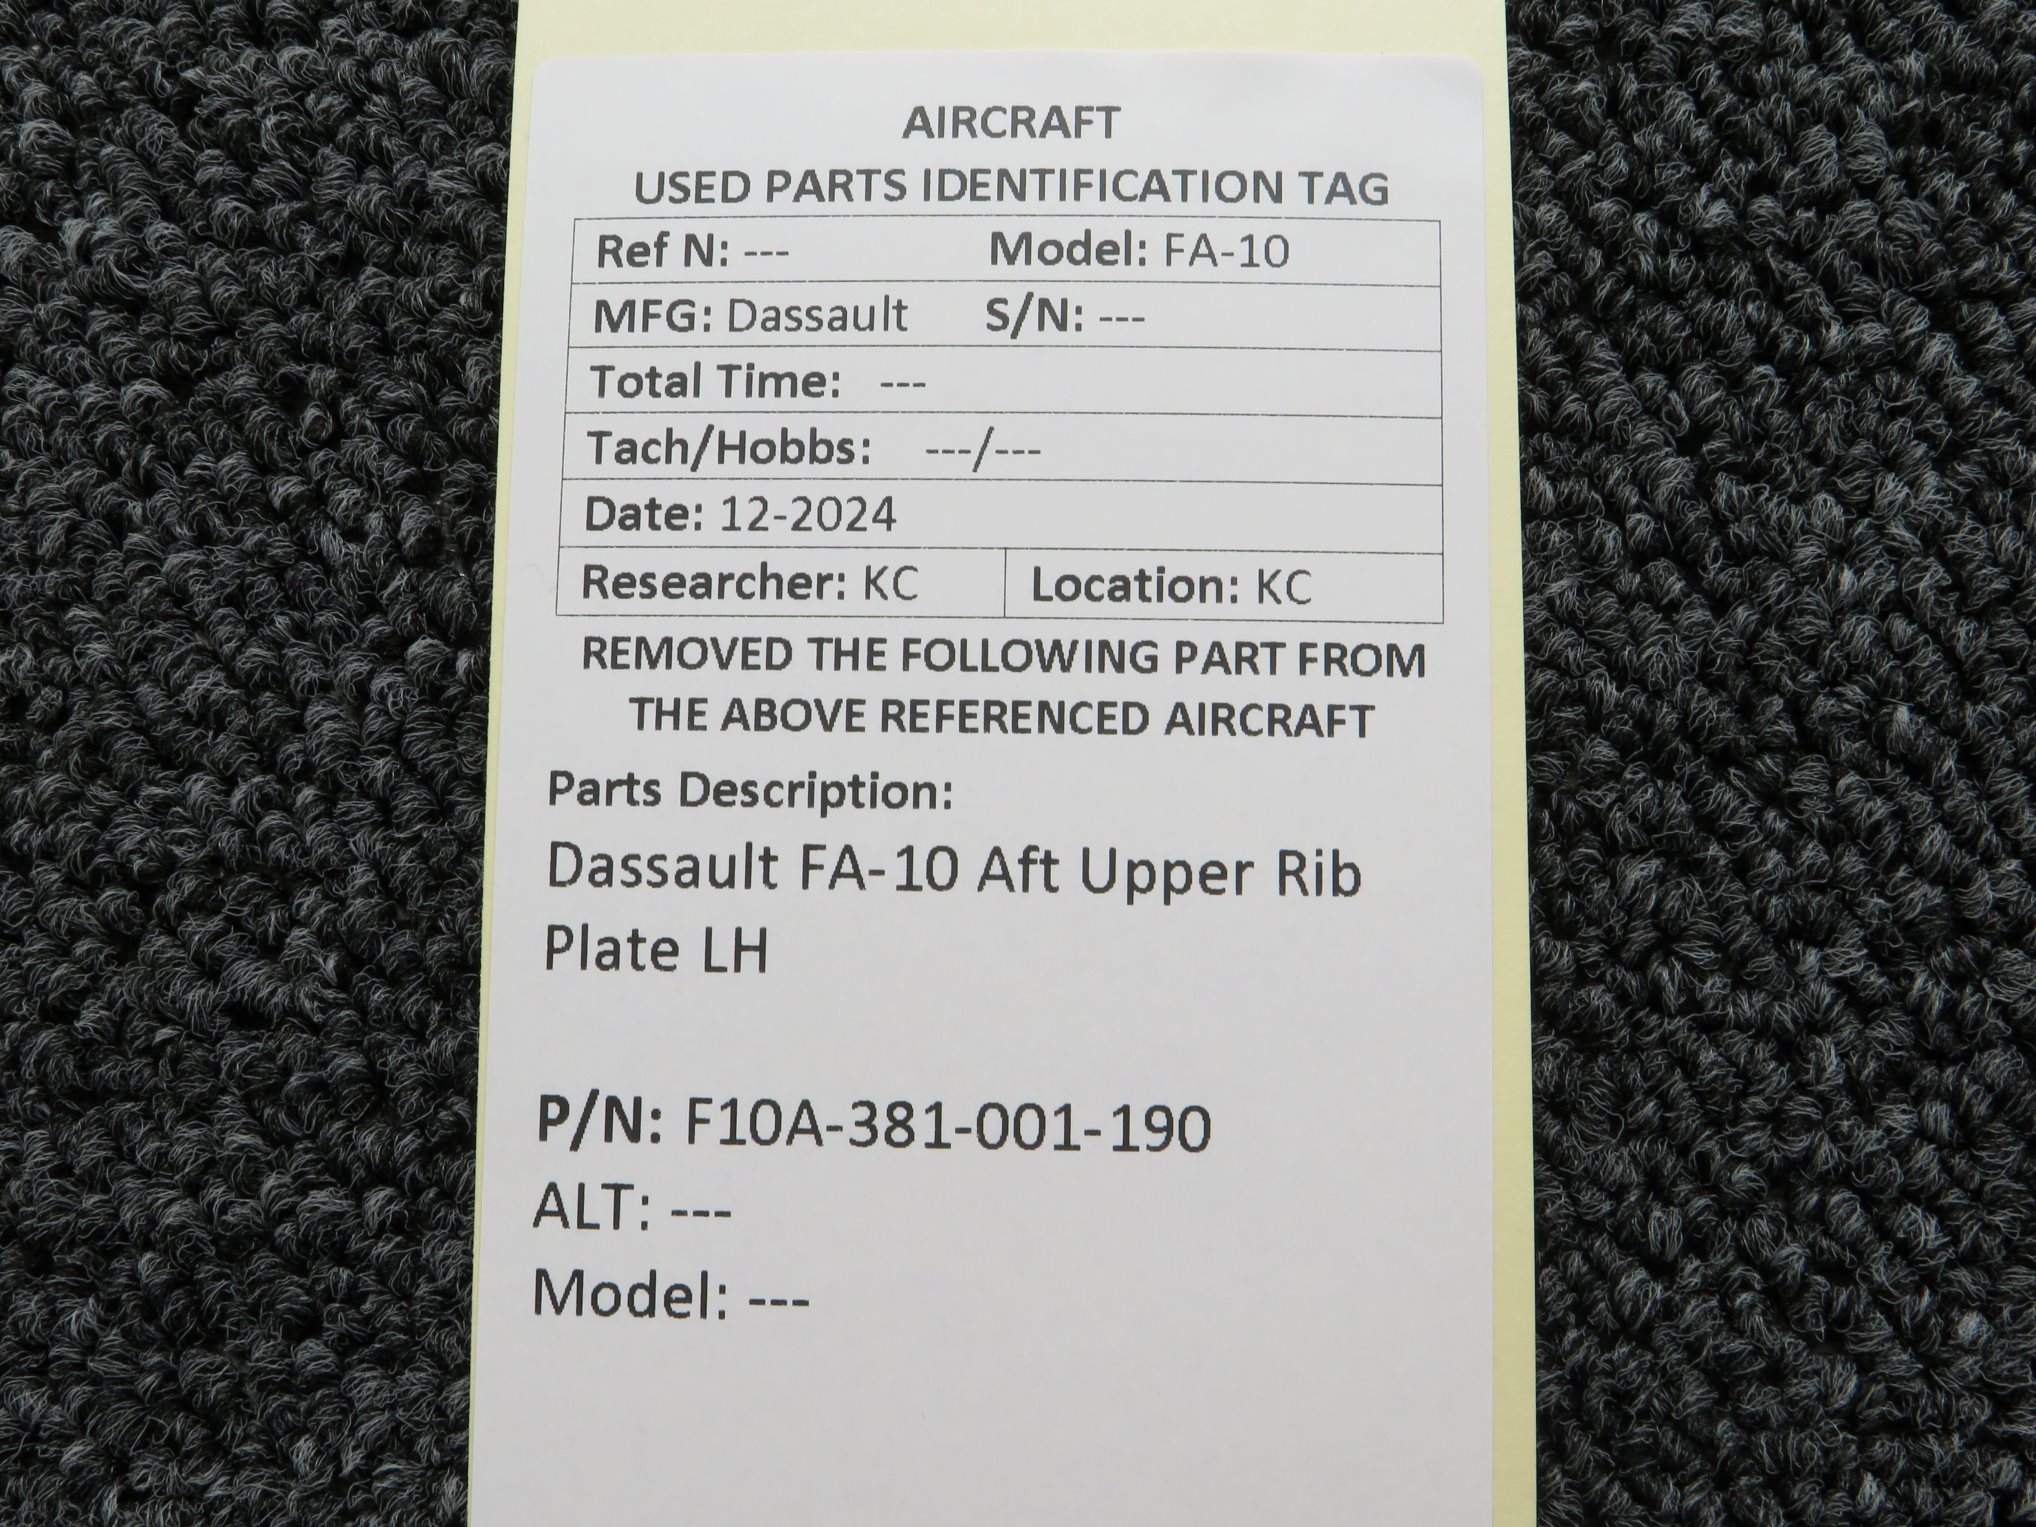 AIRCRAFT
USED PARTS IDENTIFICATION TAG
Ref N: --- Model: FA-10
MFG: Dassault S/N: ---
Total Time: ---
Tach/Hobbs: ---/---
Date: 12-2024
Researcher: KC Location: KC
REMOVED THE FOLLOWING PART FROM
THE ABOVE REFERENCED AIRCRAFT
Parts Description:
Dassault FA-10 Aft Upper Rib
Plate LH
P/N: F10A-381-001-190
ALT: ---
Model: ---